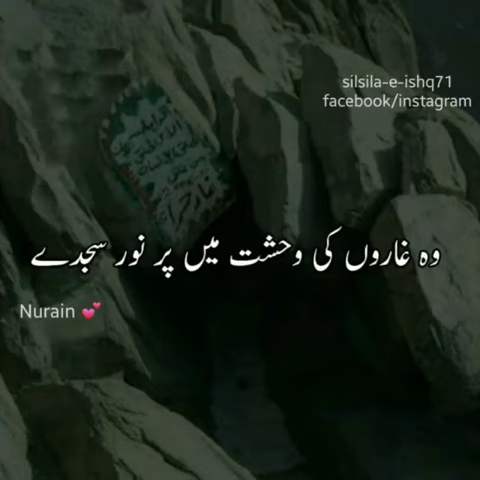 silsila-e-ishq71
facebook/instagram
وہ غاروں کی وحشت میں پر نور سجدے
Nurain 💕